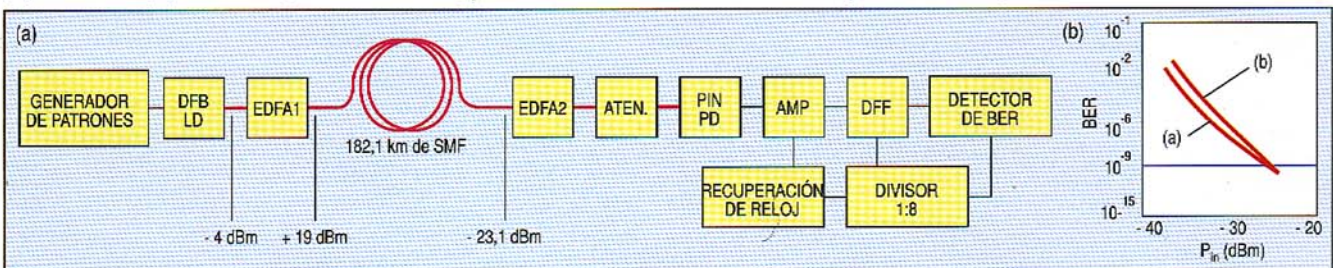 (a)
GENERADOR
DE PATRONES
DFB
LD
EDFA1
182,1 km de SMF
EDFA2
ATEN.
PIN
PD
AMP
DFF
DETECTOR
DE BER
RECUPERACIÓN
DE RELOJ
DIVISOR
1:8
- 4 dBm
+ 19 dBm
- 23,1 dBm
(b)
BER
10-1
10-2
10-6
10-9
10-15
(b)
(a)
- 40
- 30
- 20
Pin (dBm)